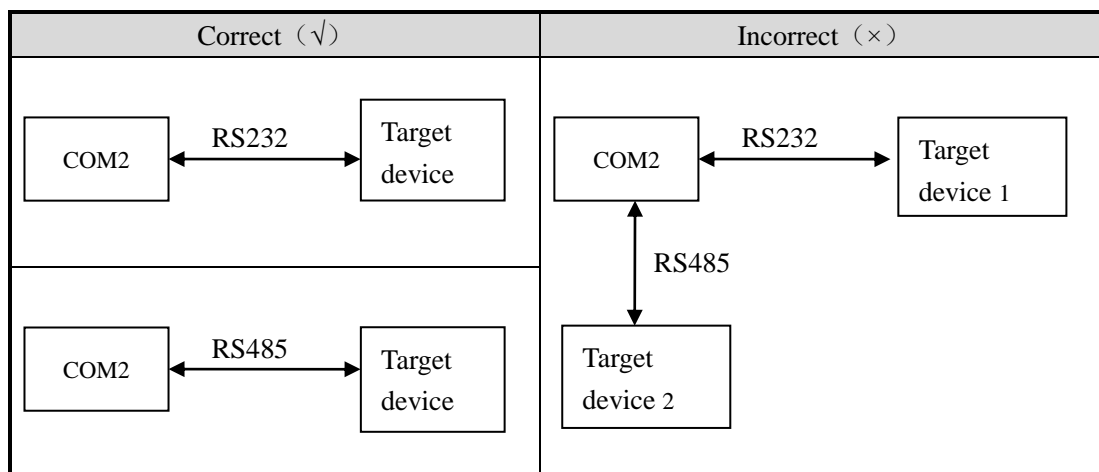 Correct（√）
Incorrect（×）
COM2
RS232
Target
device
COM2
RS485
Target
device
COM2
RS232
Target
device 1
RS485
Target
device 2